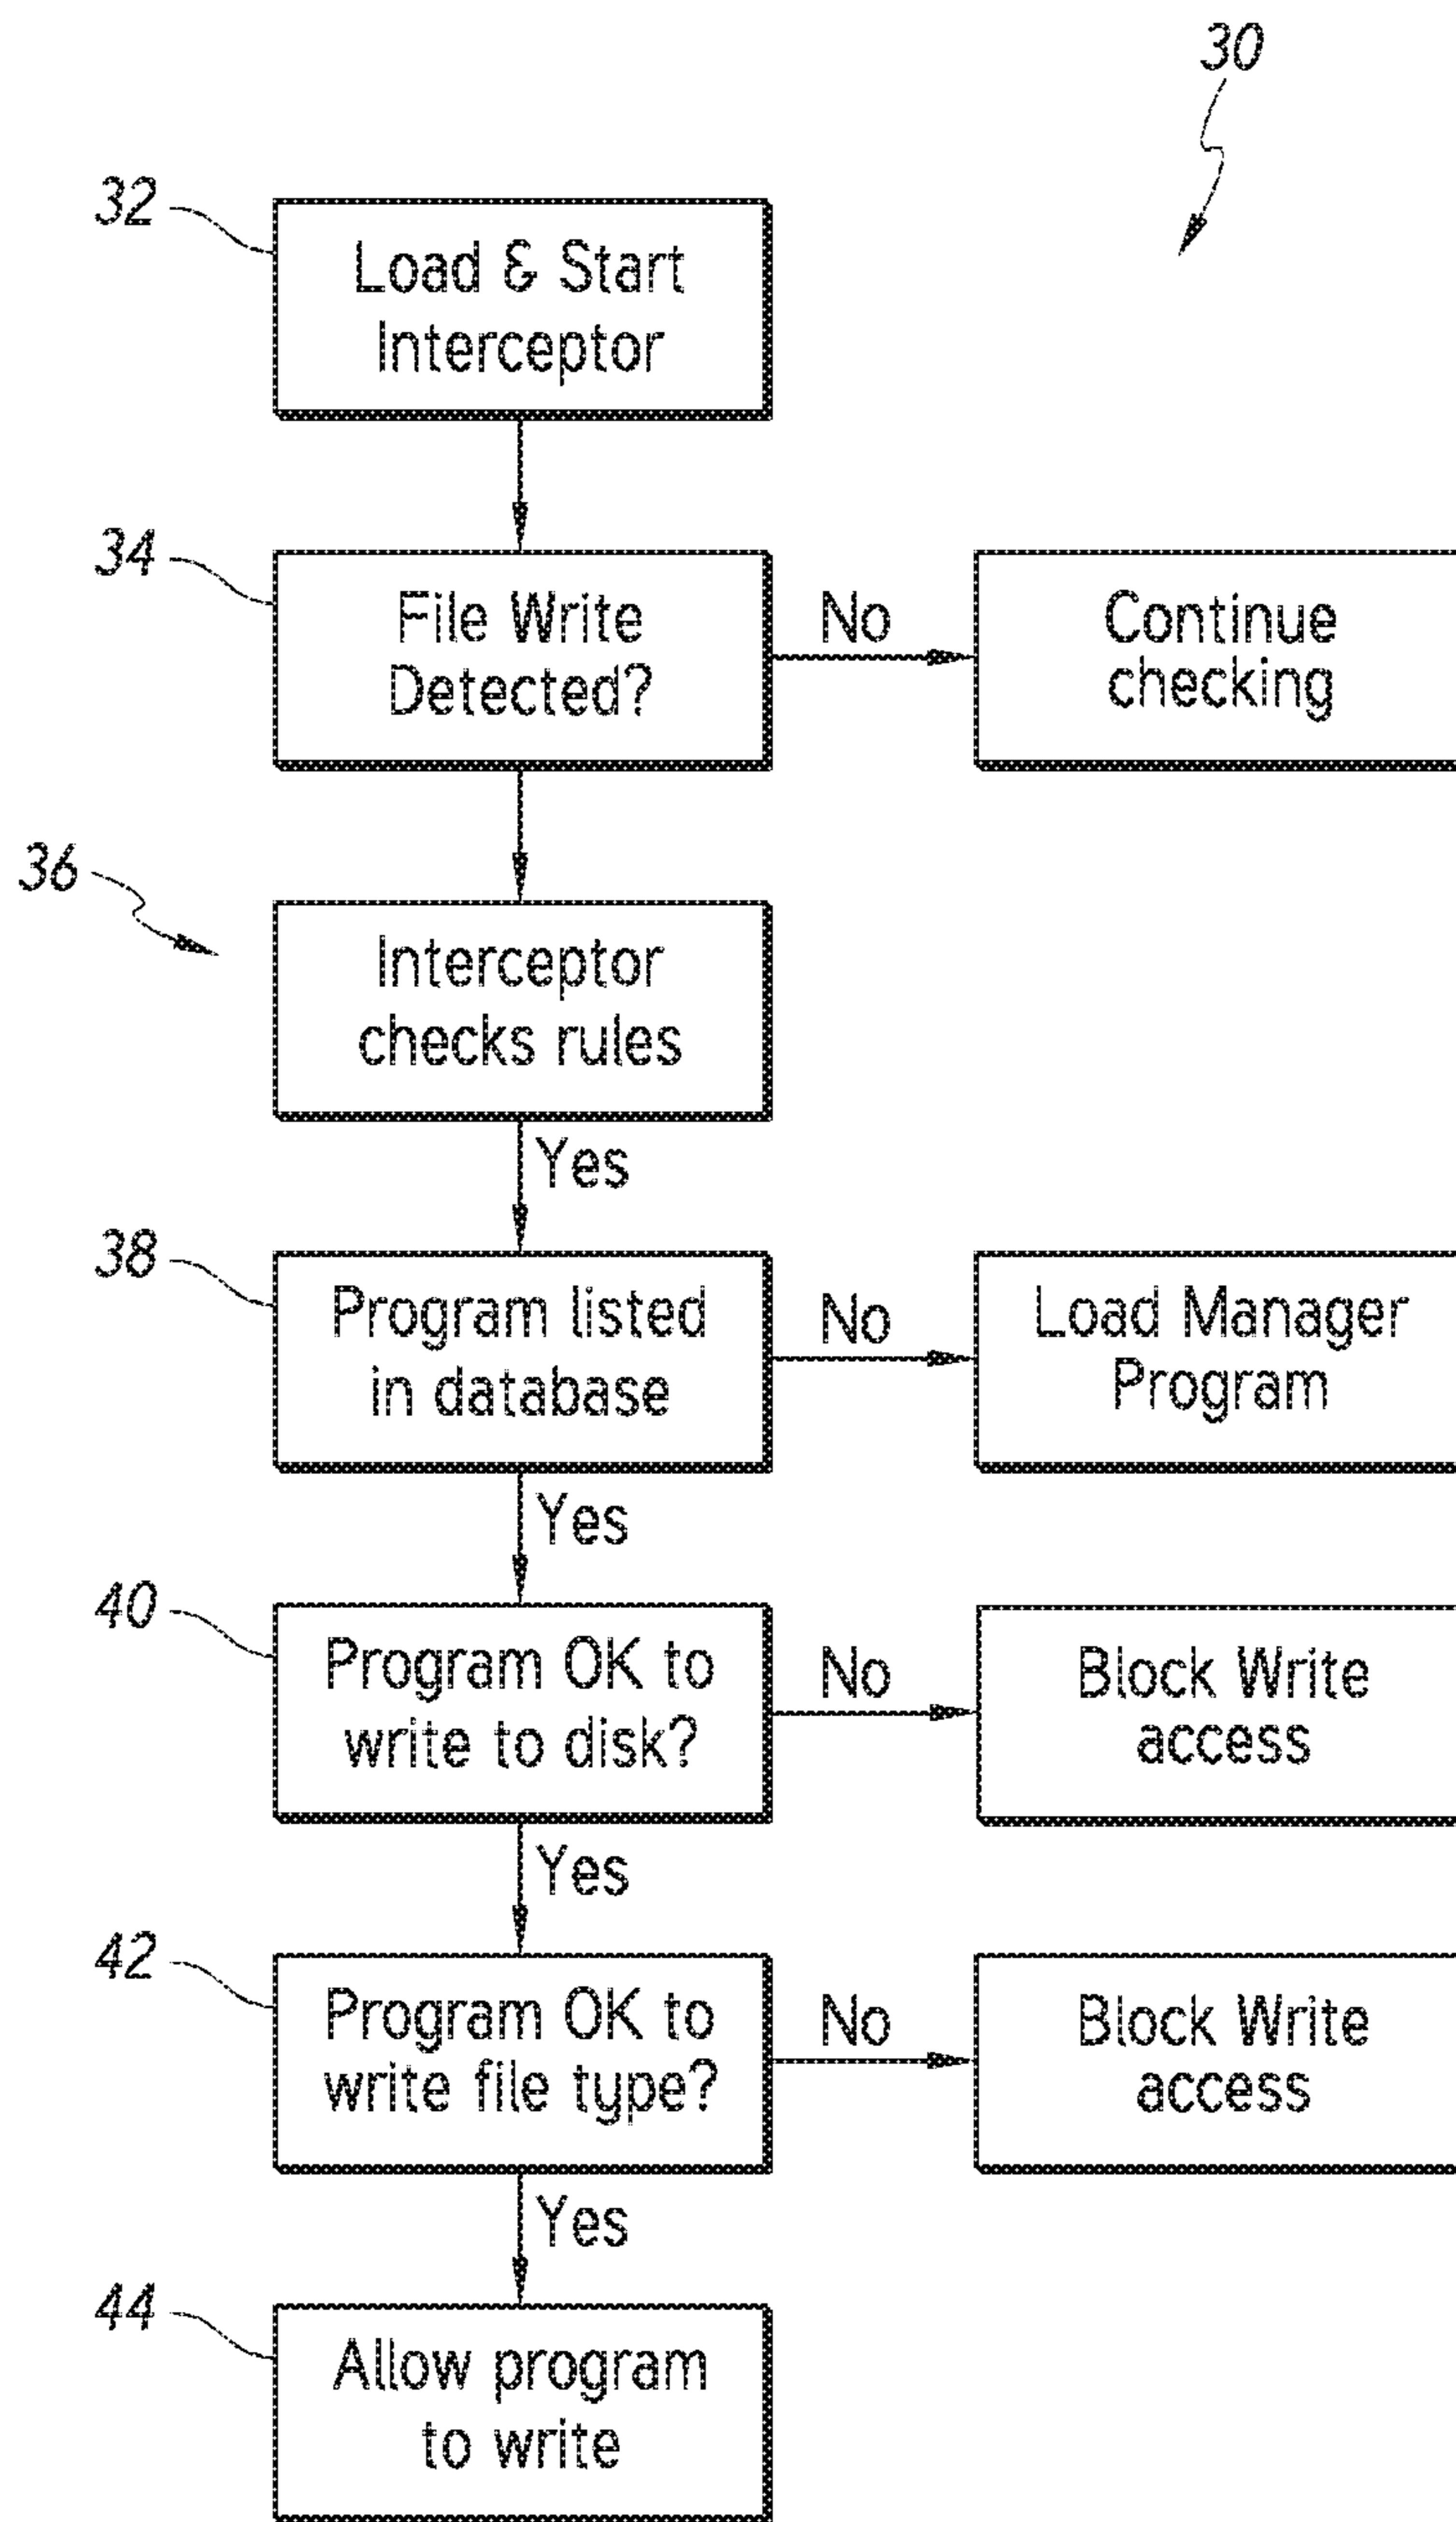 30
32
Load & Start
Interceptor
34
File Write
Detected?
No
Continue
checking
36
Interceptor
checks rules
Yes
38
Program listed
in database
No
Load Manager
Program
Yes
40
Program OK to
write to disk?
No
Block Write
access
Yes
42
Program OK to
write file type?
No
Block Write
access
Yes
44
Allow program
to write